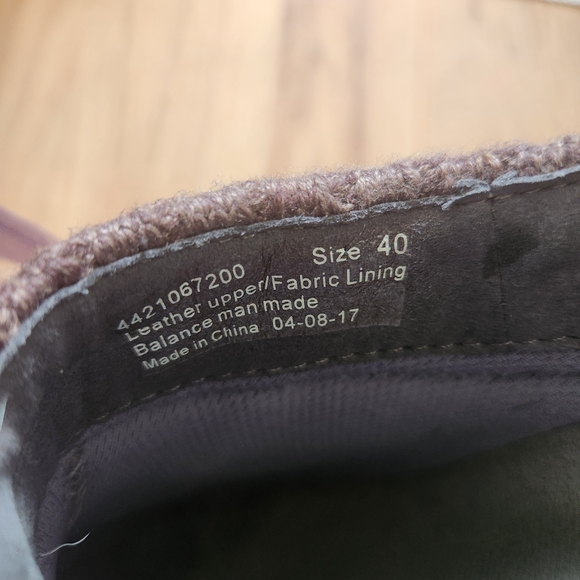 4421067200 Size 40
Leather upper/Fabric Lining
Balance man made
Made in China 04-08-17